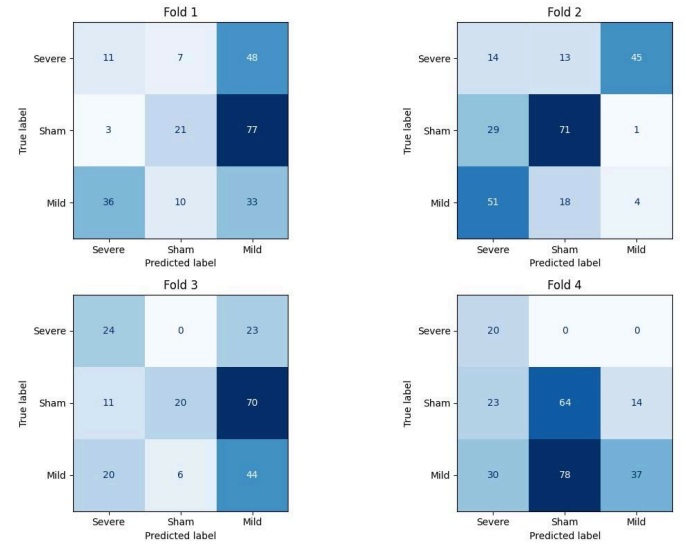 Fold 1
Severe
11 7 48
Sham
3 21 77
Mild
36 10 33
True label
Severe Sham Mild
Predicted label
Fold 2
Severe
14 13 45
Sham
29 71 1
Mild
51 18 4
True label
Severe Sham Mild
Predicted label
Fold 3
Severe
24 0 23
Sham
11 20 70
Mild
20 6 44
True label
Severe Sham Mild
Predicted label
Fold 4
Severe
20 0 0
Sham
23 64 14
Mild
30 78 37
True label
Severe Sham Mild
Predicted label